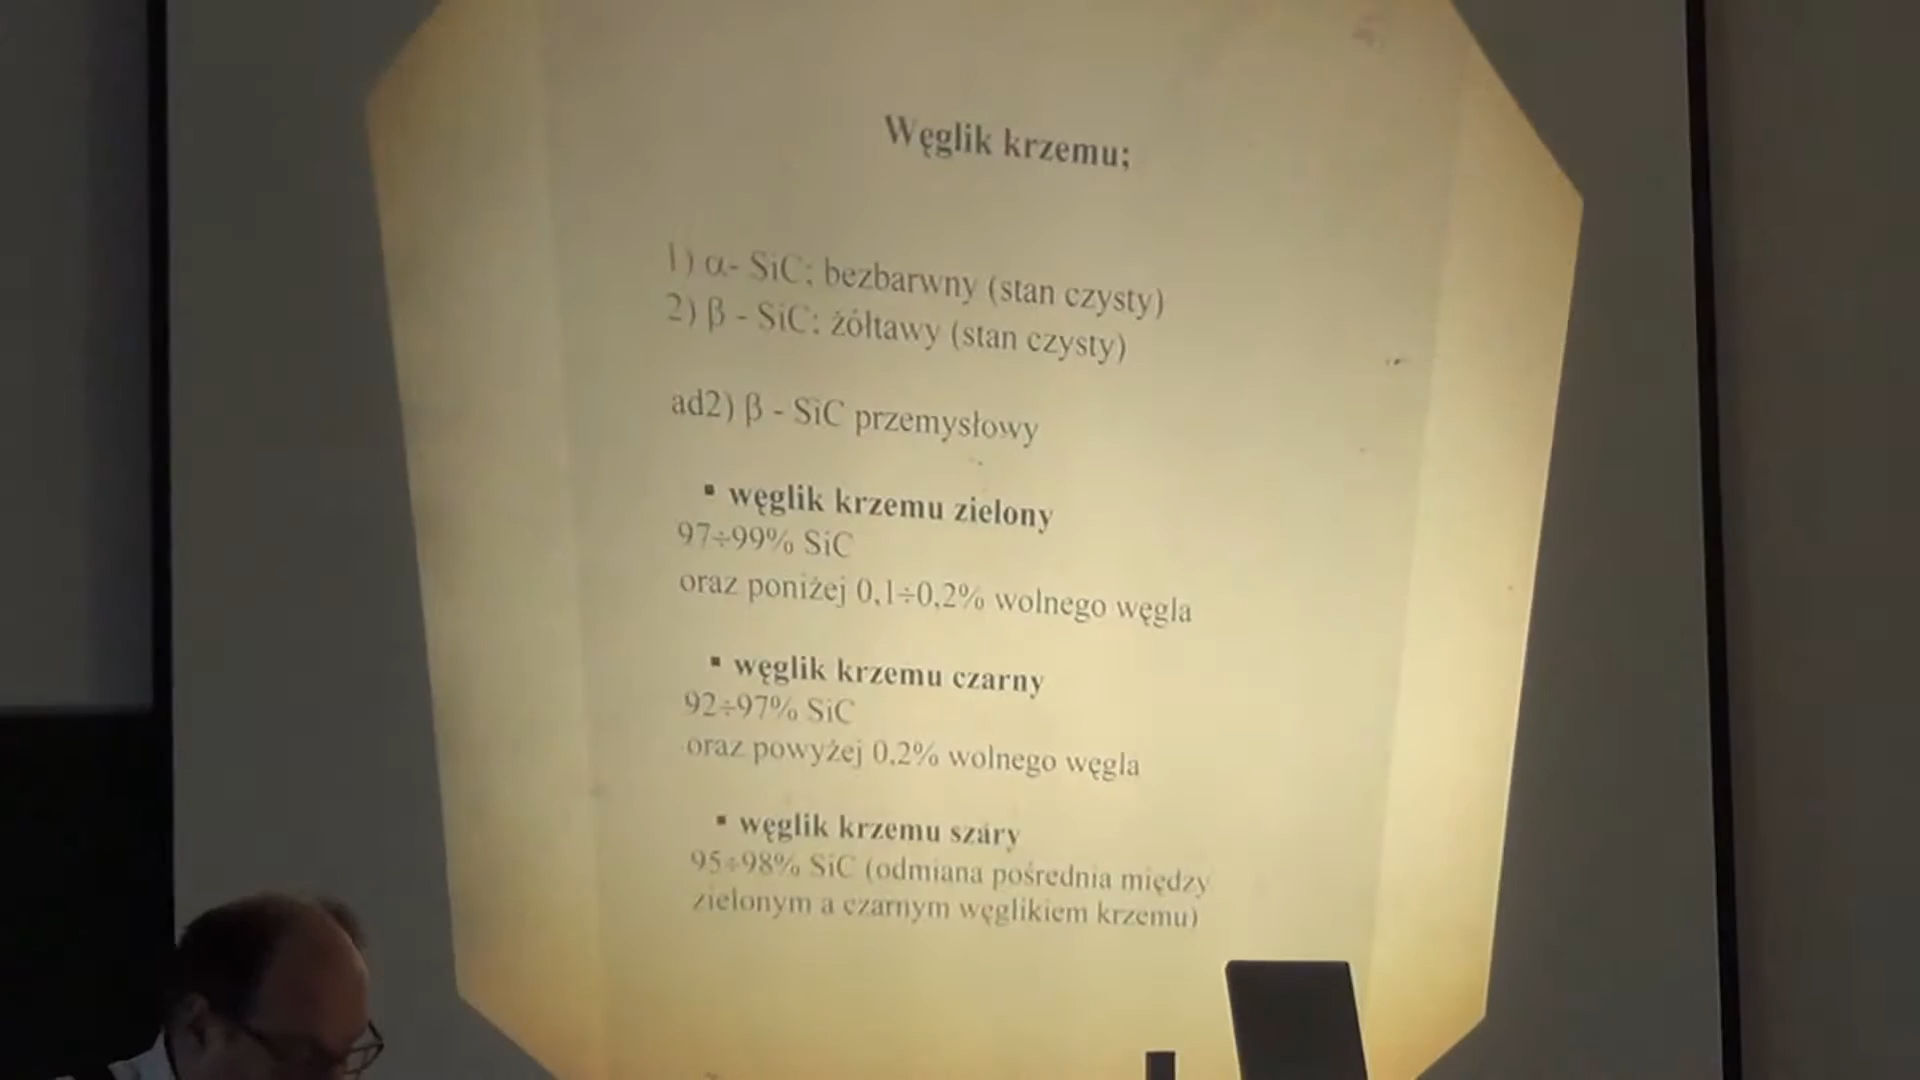 Węglik krzemu;
1) α- SiC; bezbarwny (stan czysty)
2) β - SiC: żółtawy (stan czysty)
ad2) β - SiC przemysłowy
▪ węglik krzemu zielony
97÷99% SiC
oraz poniżej 0,1÷0,2% wolnego węgla
▪ węglik krzemu czarny
92÷97% SiC
oraz powyżej 0,2% wolnego węgla
▪ węglik krzemu szary
95÷98% SiC (odmiana pośrednia między
zielonym a czarnym węglikiem krzemu)